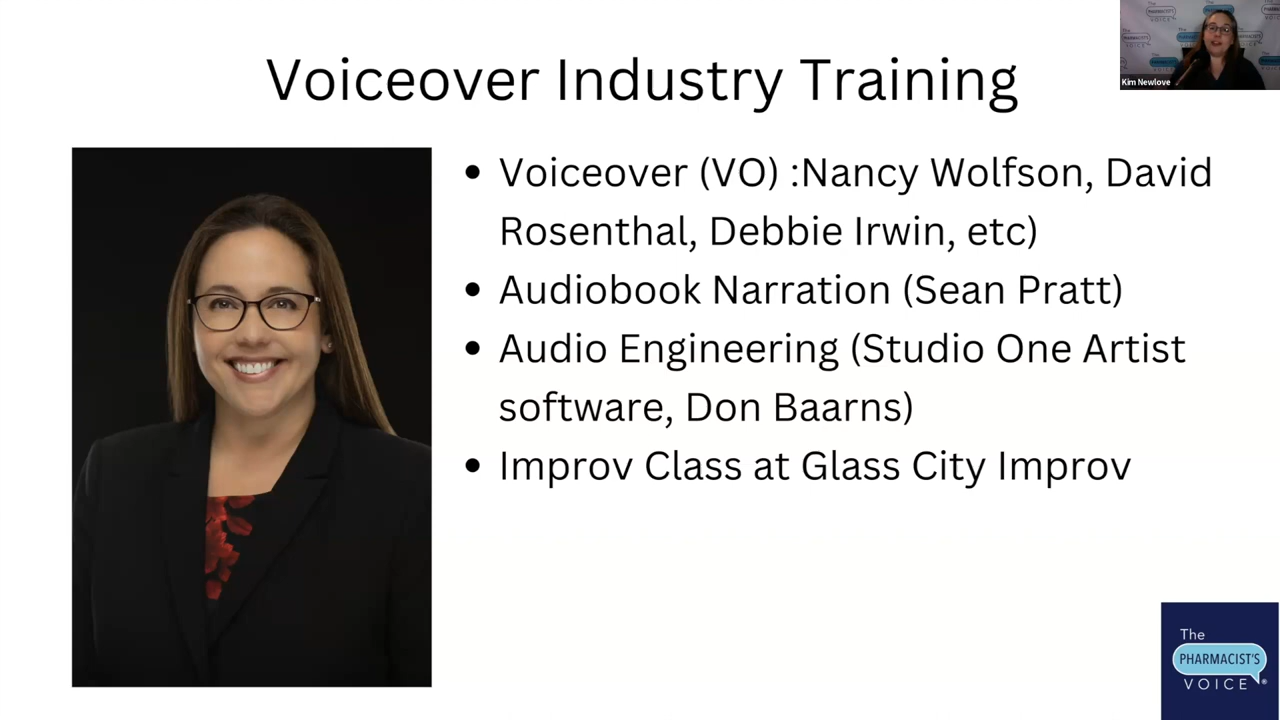 Voiceover Industry Training
• Voiceover (VO) :Nancy Wolfson, David
Rosenthal, Debbie Irwin, etc)
• Audiobook Narration (Sean Pratt)
• Audio Engineering (Studio One Artist
software, Don Baarns)
• Improv Class at Glass City Improv
Kim Newlove
The
PHARMACIST'S
VOICE®